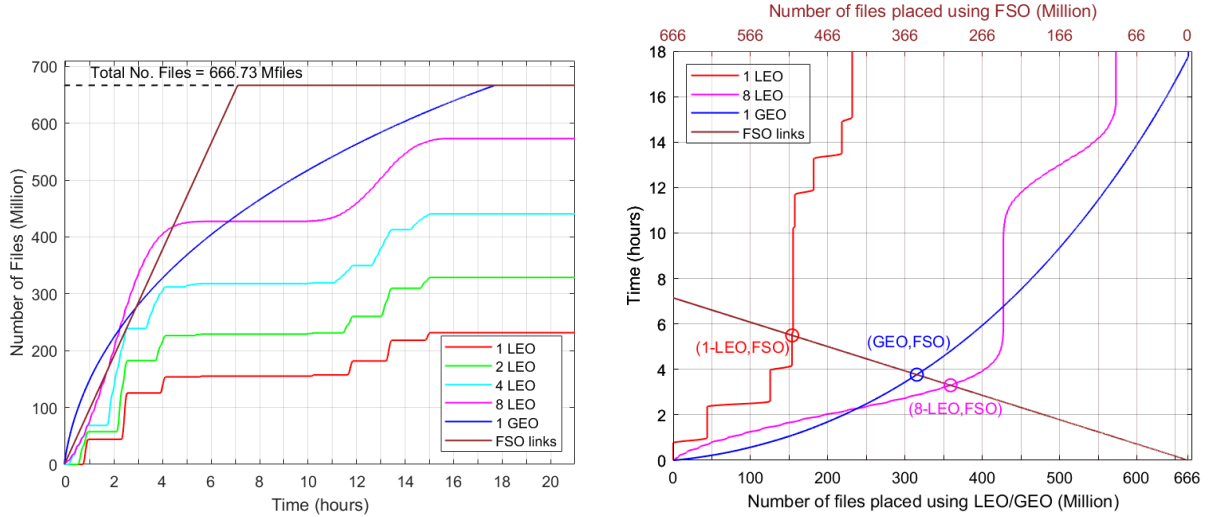 Total No. Files = 666.73 Mfiles
Number of Files (Million)
700
600
500
400
300
200
100
0
0 2 4 6 8 10 12 14 16 18 20
Time (hours)
1 LEO
2 LEO
4 LEO
8 LEO
1 GEO
FSO links
Number of files placed using FSO (Million)
666 566 466 366 266 166 66 0
Time (hours)
18
16
14
12
10
8
6
4
2
0
1 LEO
8 LEO
1 GEO
FSO links
(1-LEO,FSO)
(GEO,FSO)
(8-LEO,FSO)
0 100 200 300 400 500 600 666
Number of files placed using LEO/GEO (Million)